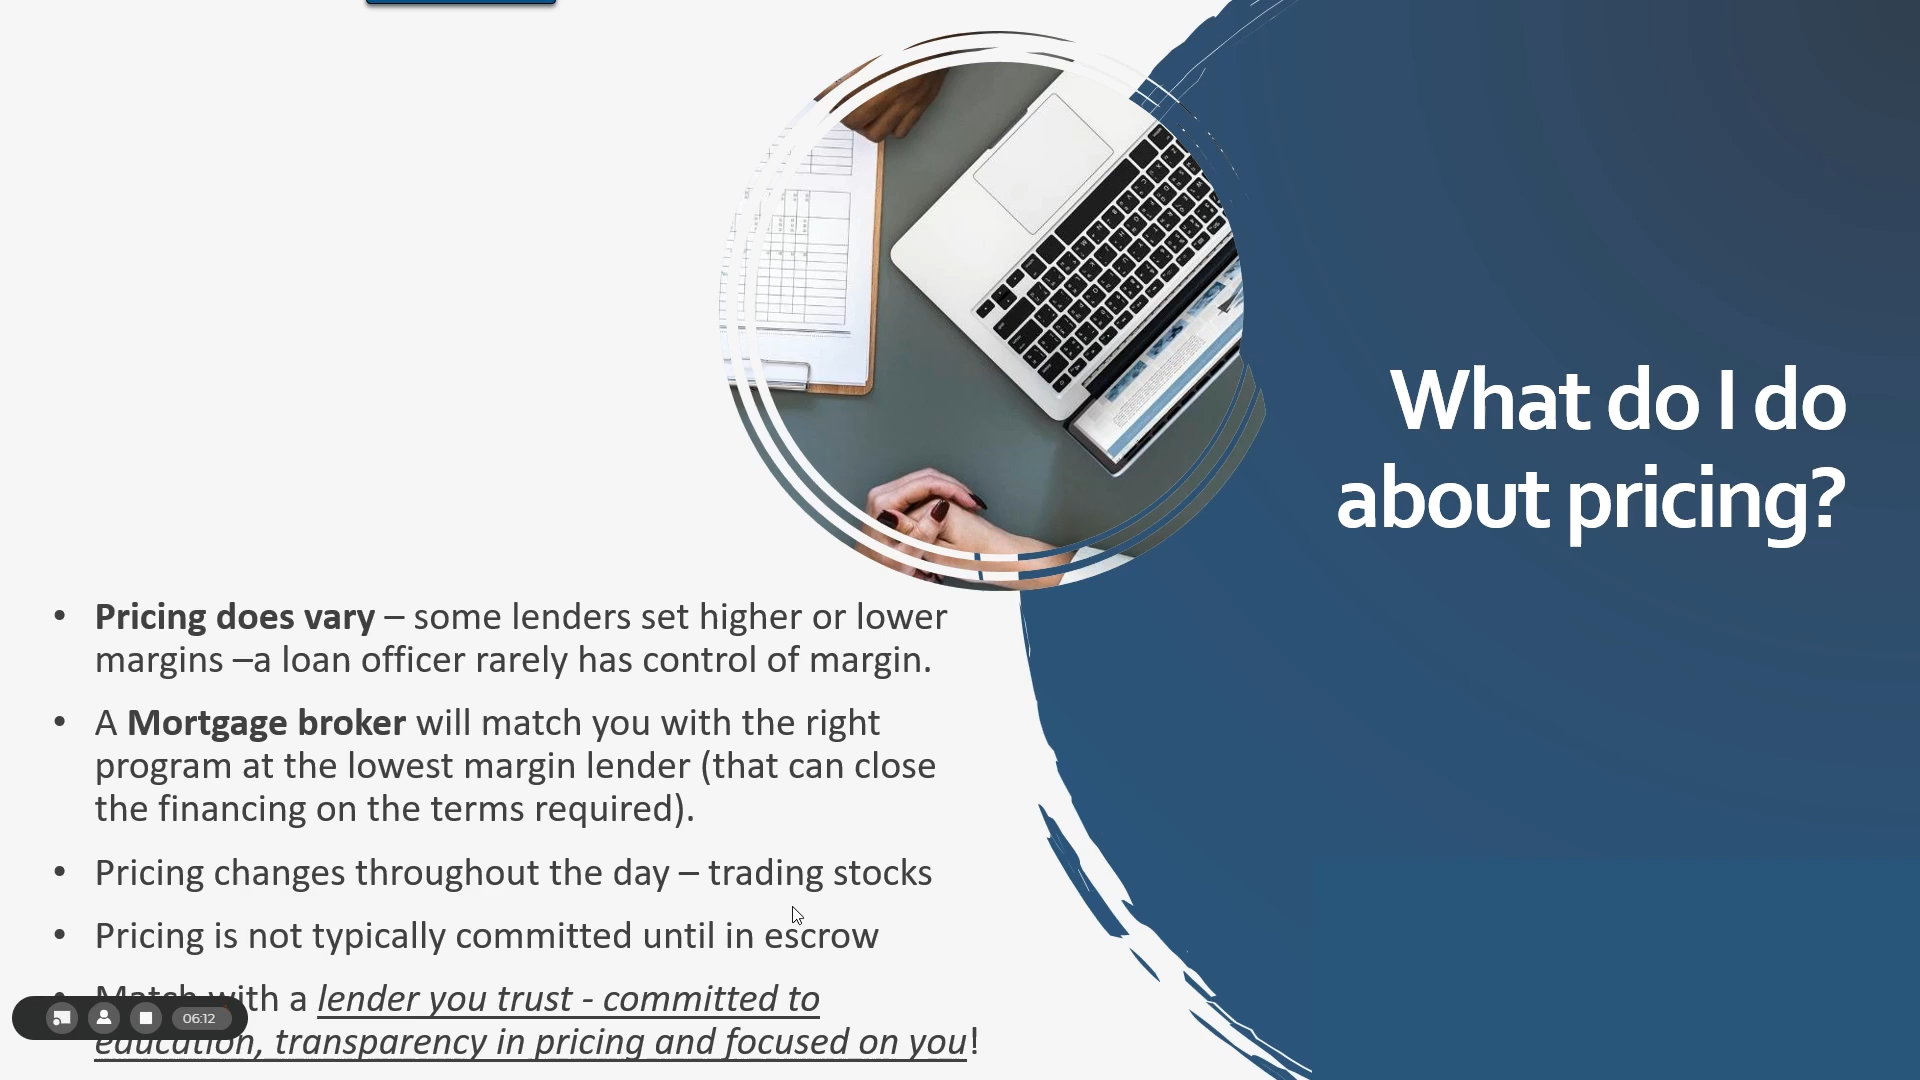 What do I do
about pricing?
• Pricing does vary – some lenders set higher or lower
margins –a loan officer rarely has control of margin.
• A Mortgage broker will match you with the right
program at the lowest margin lender (that can close
the financing on the terms required).
• Pricing changes throughout the day – trading stocks
• Pricing is not typically committed until in escrow
• Match with a lender you trust - committed to
education, transparency in pricing and focused on you!
06:12